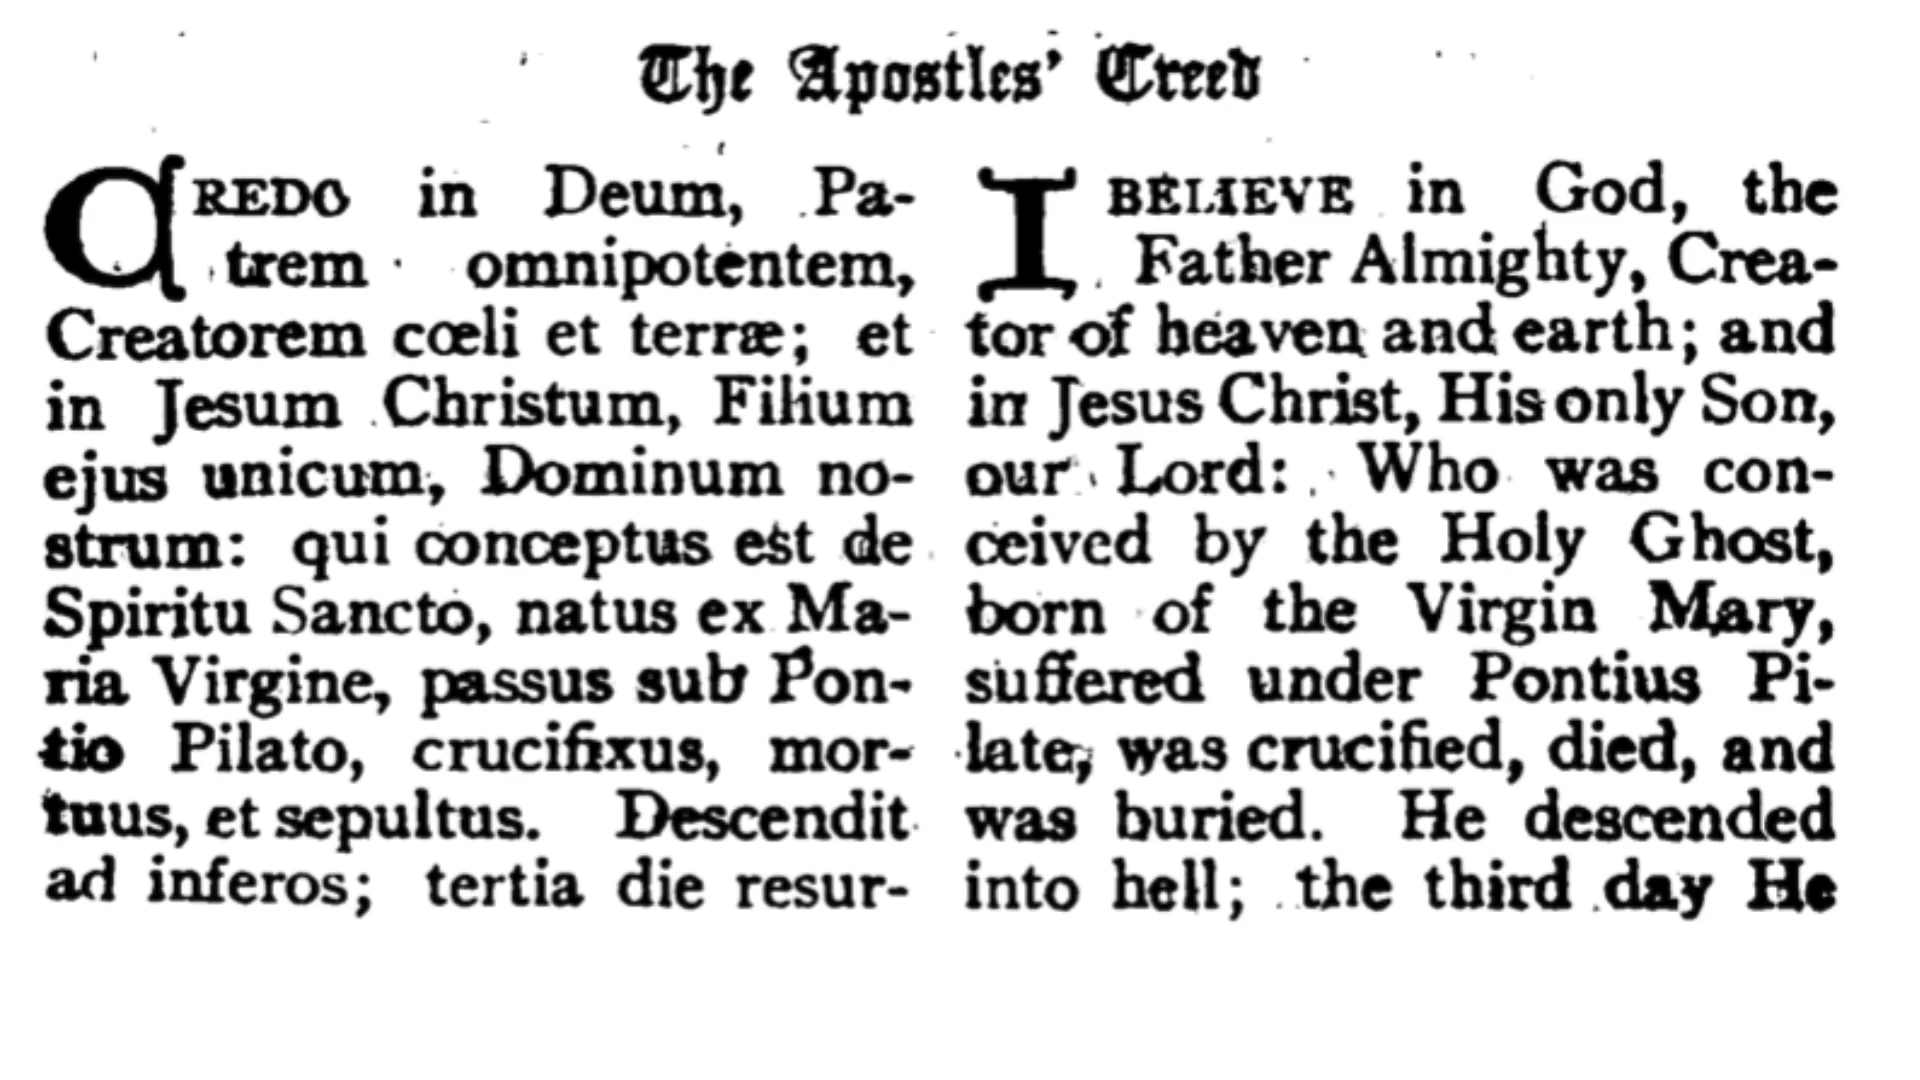 The Apostles' Creed
CREDO in Deum, Pa-
trem omnipotentem,
Creatorem cœli et terræ; et
in Jesum Christum, Filium
ejus unicum, Dominum no-
strum: qui conceptus est de
Spiritu Sancto, natus ex Ma-
ria Virgine, passus sub Pon-
tio Pilato, crucifixus, mor-
tuus, et sepultus. Descendit
ad inferos; tertia die resur-
I BELIEVE in God, the
Father Almighty, Crea-
tor of heaven and earth; and
in Jesus Christ, His only Son,
our Lord: Who was con-
ceived by the Holy Ghost,
born of the Virgin Mary,
suffered under Pontius Pi-
late, was crucified, died, and
was buried. He descended
into hell; the third day He